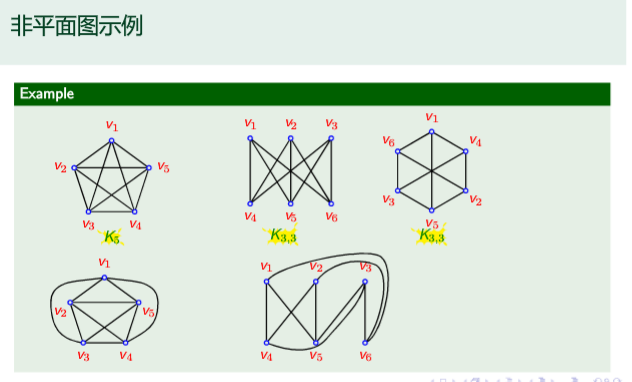 非平面图示例
Example
v1 v2 v5 v3 v4
K5
v1 v2 v3 v4 v5 v6
K3,3
v1 v6 v4 v3 v2 v5
K3,3
v1 v2 v5 v3 v4
v1 v2 v3 v4 v5 v6